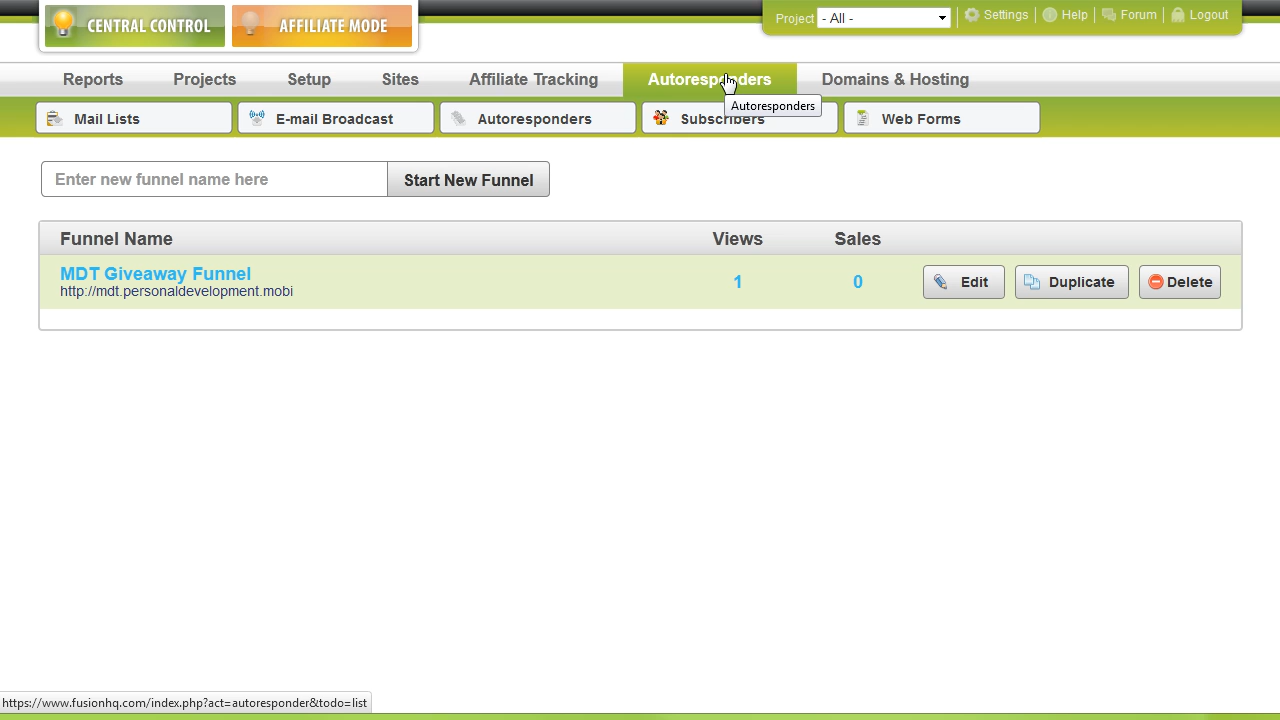 CENTRAL CONTROL
AFFILIATE MODE
Project
- All -
Settings
Help
Forum
Logout
Reports
Projects
Setup
Sites
Affiliate Tracking
Autoresponders
Domains & Hosting
Autoresponders
Mail Lists
E-mail Broadcast
Autoresponders
Subscribers
Web Forms
Enter new funnel name here
Start New Funnel
Funnel Name
Views
Sales
MDT Giveaway Funnel
http://mdt.personaldevelopment.mobi
1
0
Edit
Duplicate
Delete
https://www.fusionhq.com/index.php?act=autoresponder&todo=list